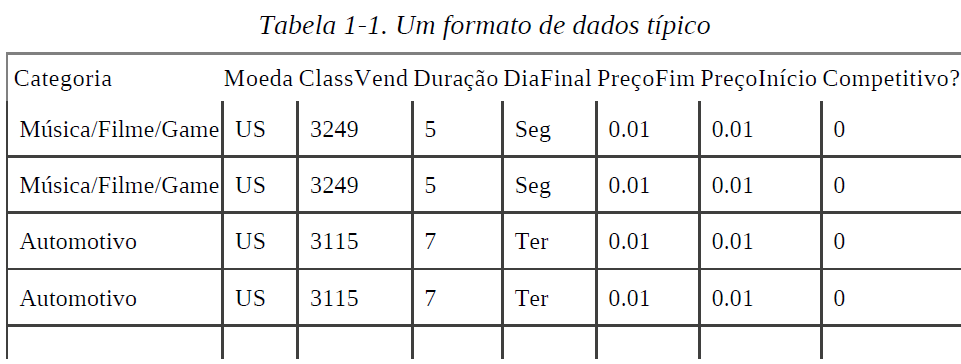 Tabela 1-1. Um formato de dados típico
Categoria Moeda ClassVend Duração DiaFinal PreçoFim PreçoInício Competitivo?
Música/Filme/Game US 3249 5 Seg 0.01 0.01 0
Música/Filme/Game US 3249 5 Seg 0.01 0.01 0
Automotivo US 3115 7 Ter 0.01 0.01 0
Automotivo US 3115 7 Ter 0.01 0.01 0